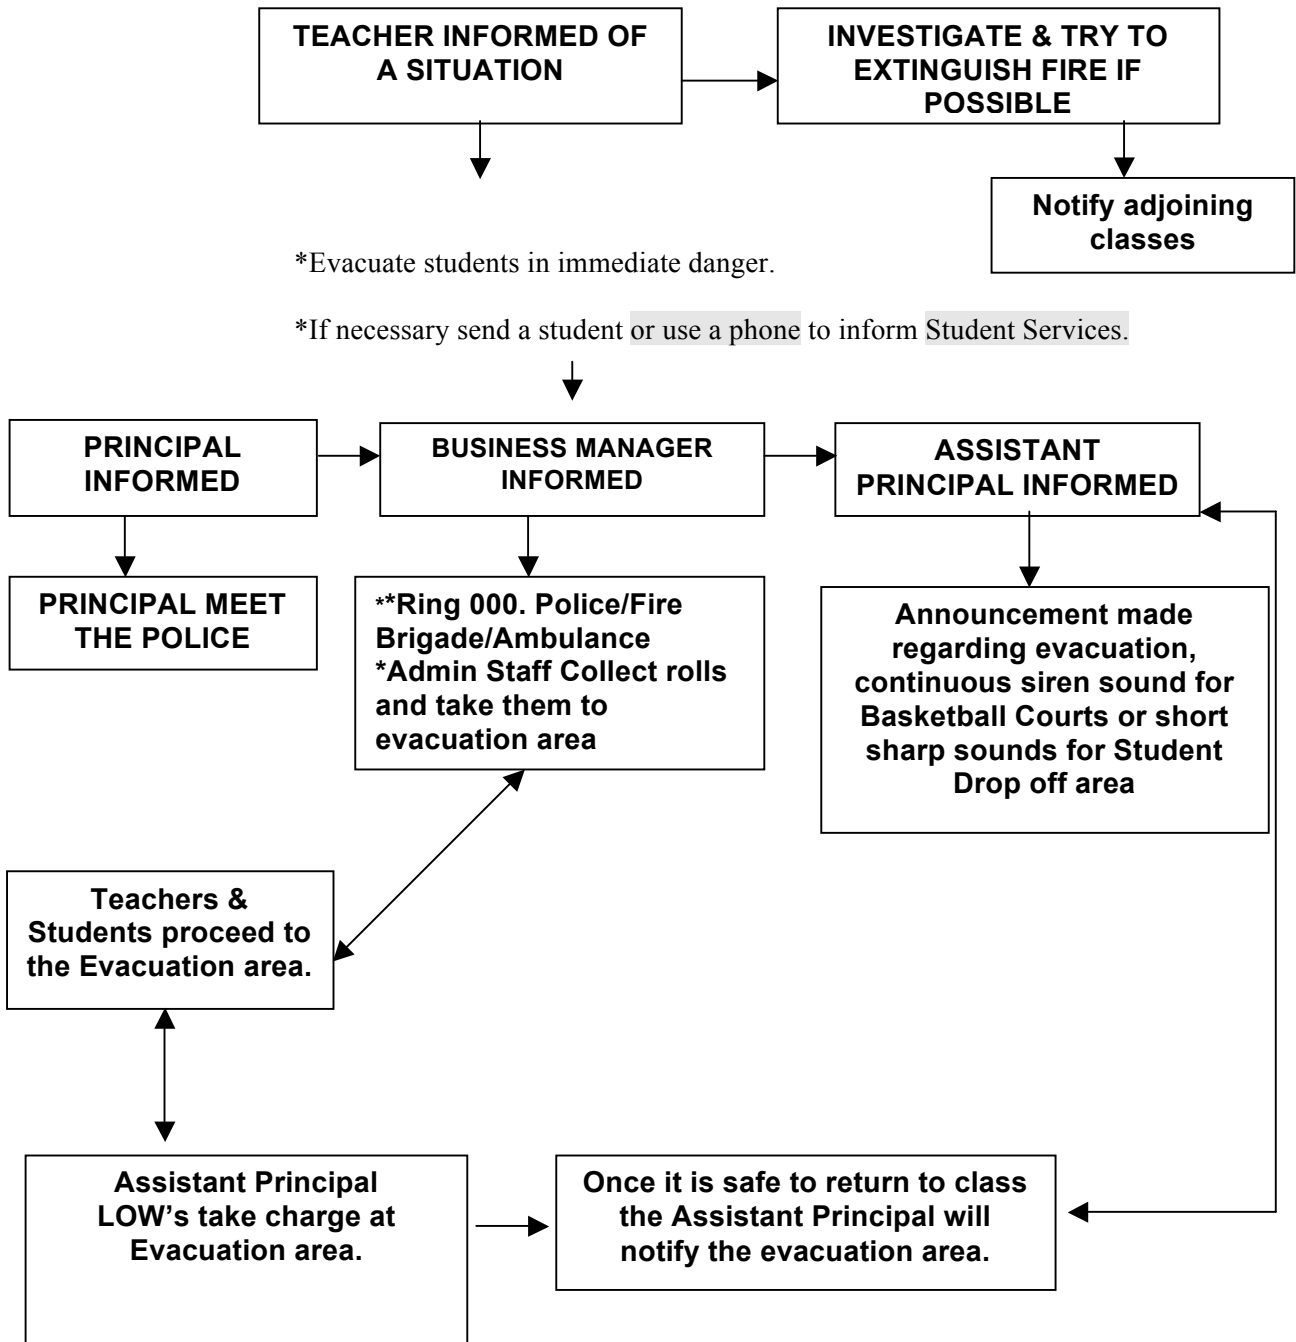 TEACHER INFORMED OF
A SITUATION
INVESTIGATE & TRY TO
EXTINGUISH FIRE IF
POSSIBLE
Notify adjoining
classes
*Evacuate students in immediate danger.
*If necessary send a student or use a phone to inform Student Services.
PRINCIPAL
INFORMED
BUSINESS MANAGER
INFORMED
ASSISTANT
PRINCIPAL INFORMED
PRINCIPAL MEET
THE POLICE
**Ring 000. Police/Fire
Brigade/Ambulance
*Admin Staff Collect rolls
and take them to
evacuation area
Announcement made
regarding evacuation,
continuous siren sound for
Basketball Courts or short
sharp sounds for Student
Drop off area
Teachers &
Students proceed to
the Evacuation area.
Assistant Principal
LOW’s take charge at
Evacuation area.
Once it is safe to return to class
the Assistant Principal will
notify the evacuation area.